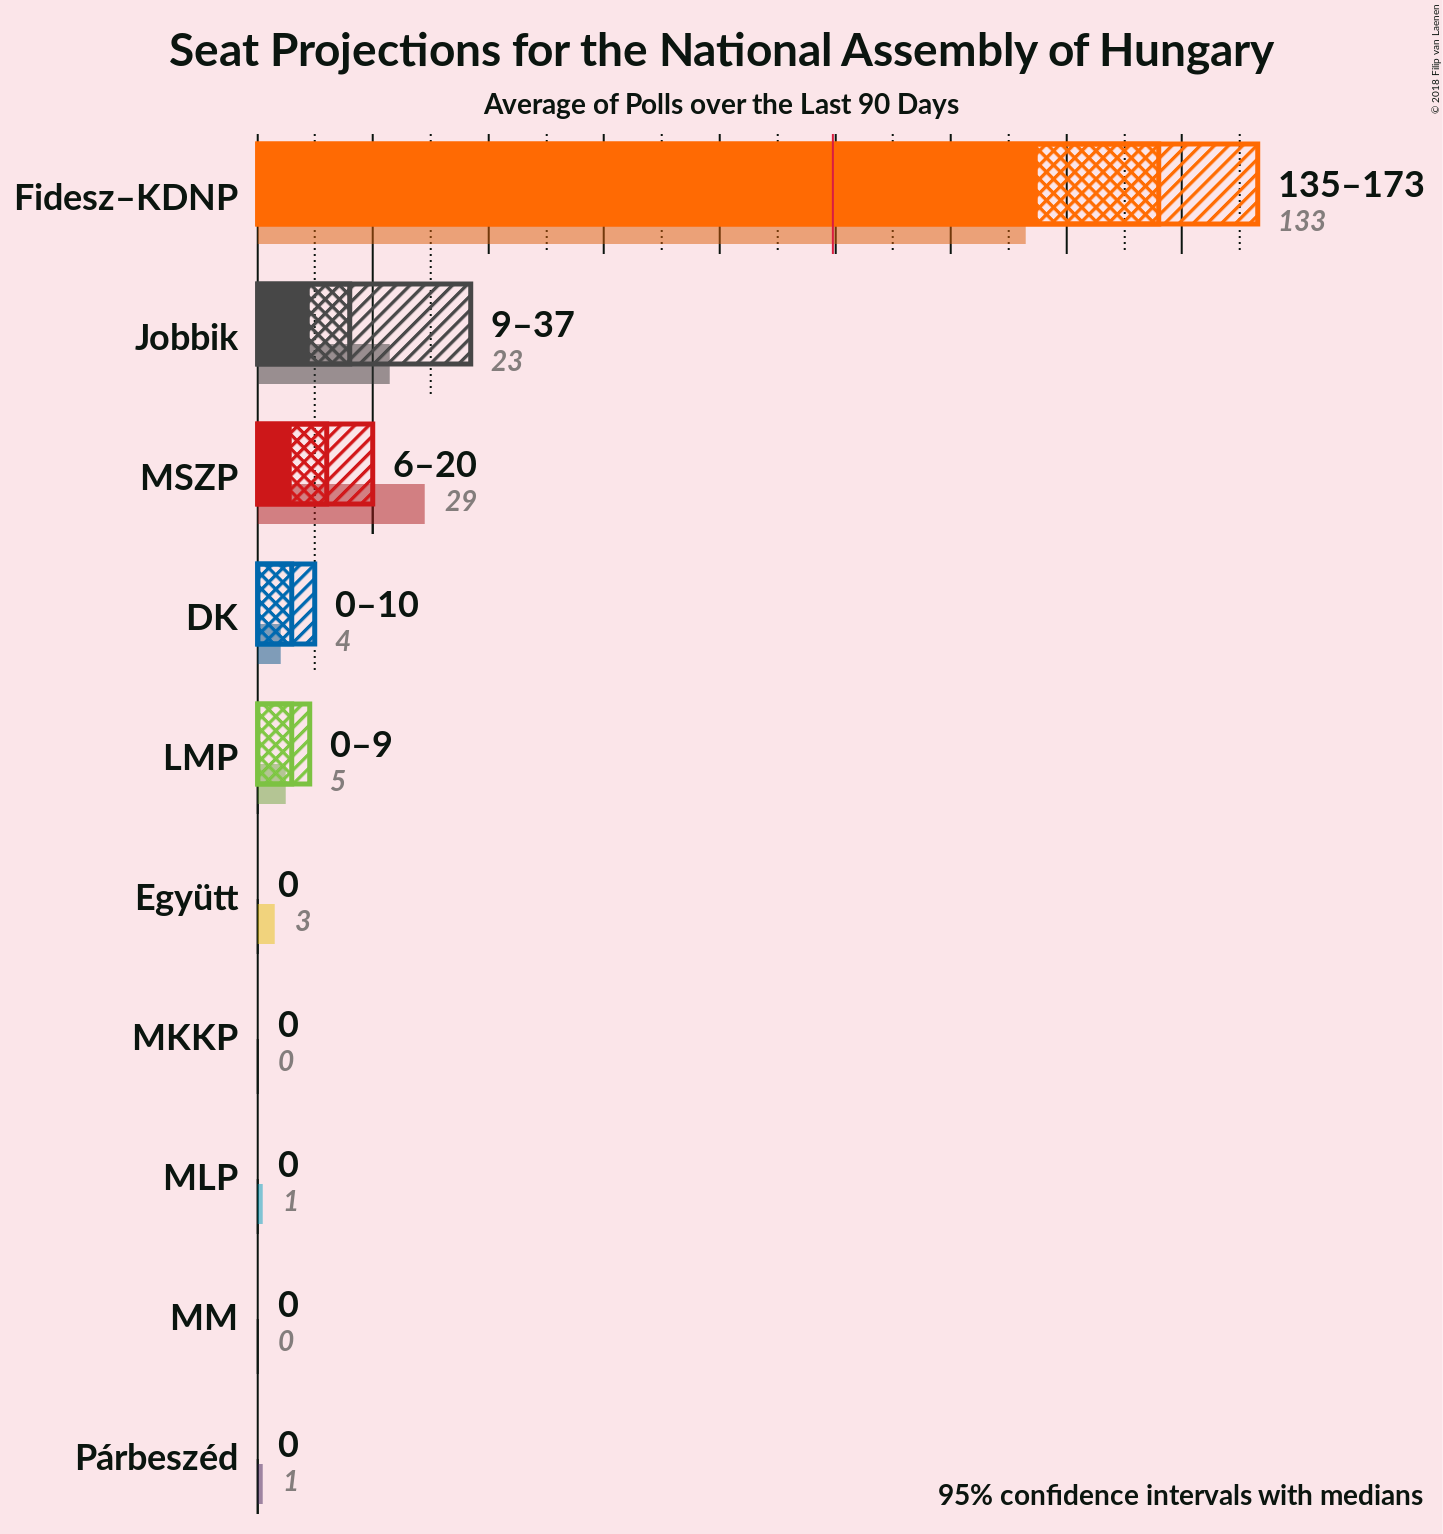 Seat Projections for the National Assembly of Hungary
Average of Polls over the Last 90 Days
© 2018 Filip van Laenen
Fidesz–KDNP
135–173
133
Jobbik
9–37
23
MSZP
6–20
29
DK
0–10
4
LMP
0–9
5
Együtt
0
3
MKKP
0
0
MLP
0
1
MM
0
0
Párbeszéd
0
1
95% confidence intervals with medians